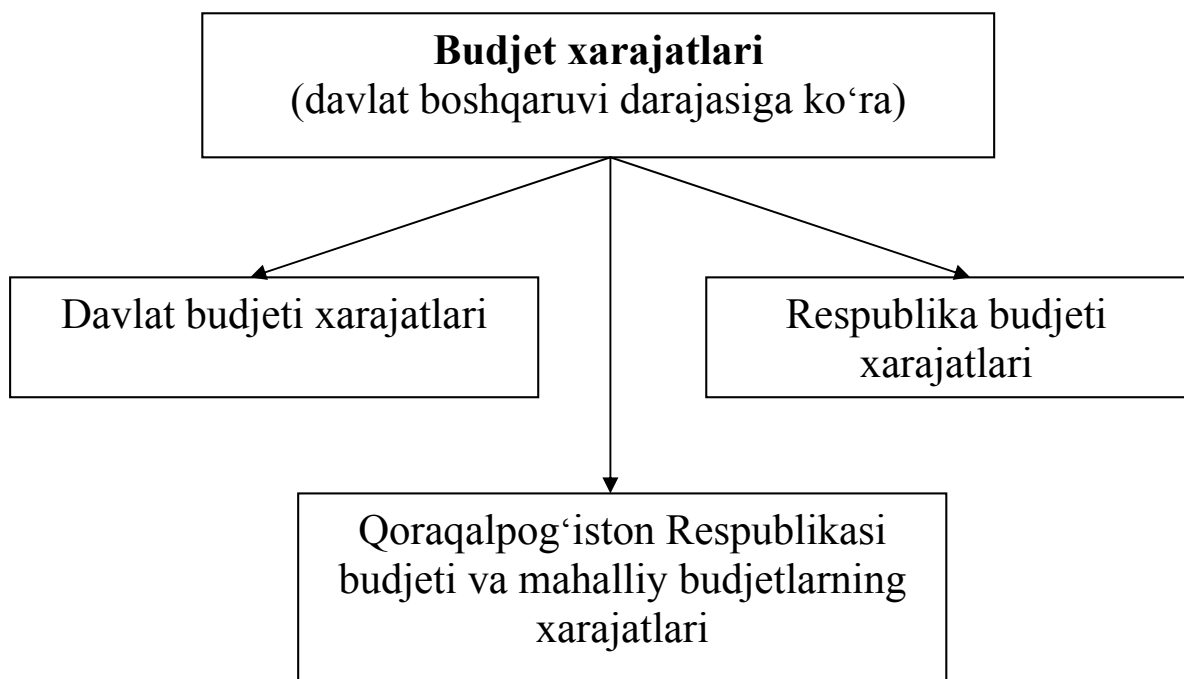 Budjet xarajatlari
(davlat boshqaruvi darajasiga ko‘ra)
Davlat budjeti xarajatlari
Respublika budjeti
xarajatlari
Qoraqalpog‘iston Respublikasi
budjeti va mahalliy budjetlarning
xarajatlari